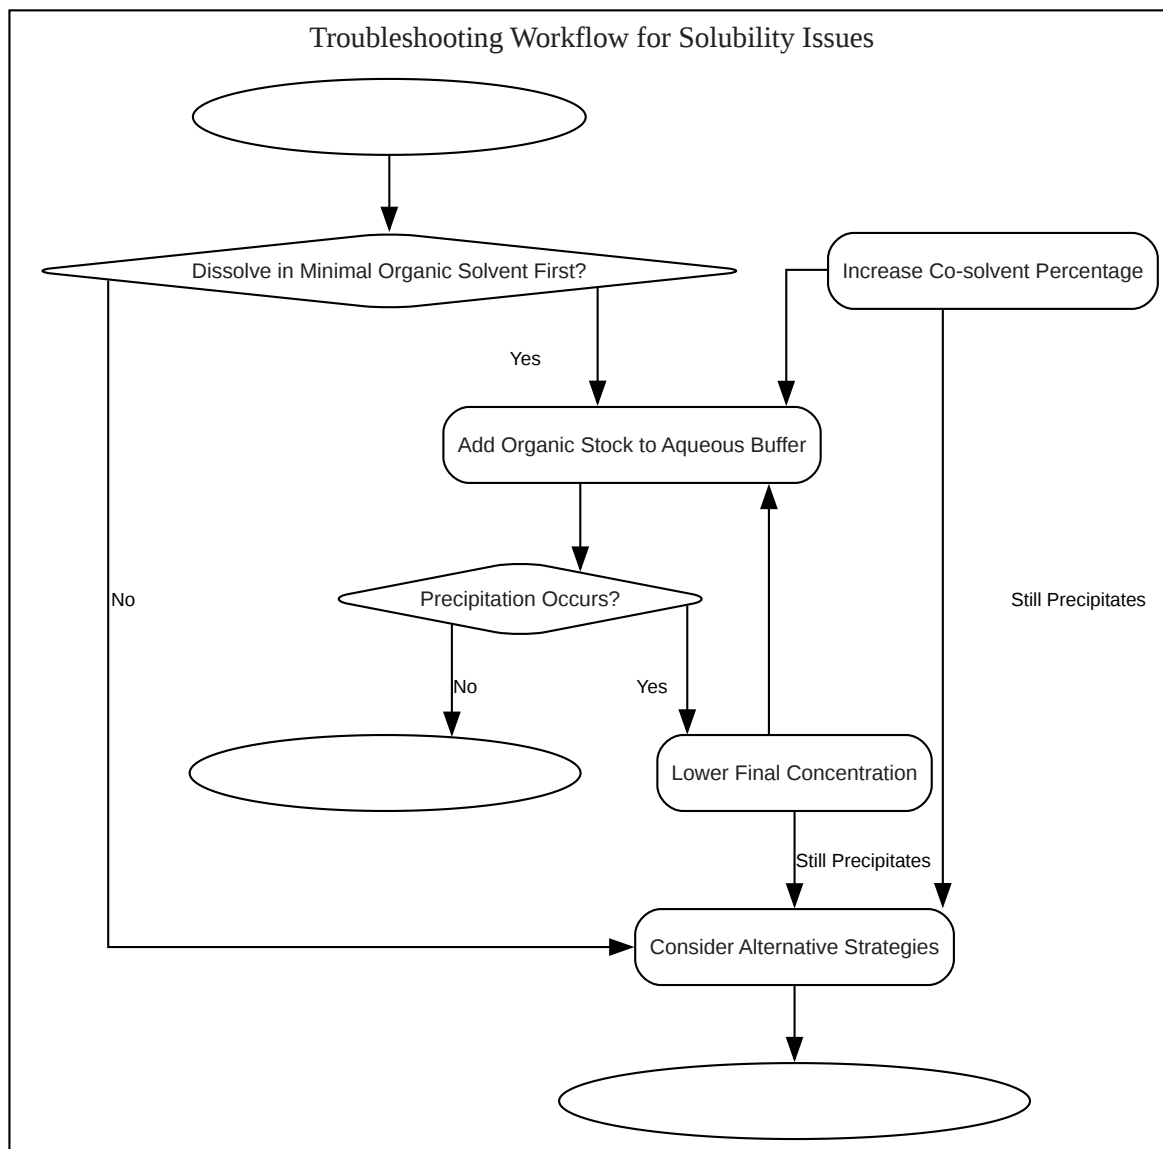 Troubleshooting Workflow for Solubility Issues
Dissolve in Minimal Organic Solvent First?
Increase Co-solvent Percentage
Yes
Add Organic Stock to Aqueous Buffer
No
Precipitation Occurs?
Still Precipitates
No
Yes
Lower Final Concentration
Still Precipitates
Consider Alternative Strategies